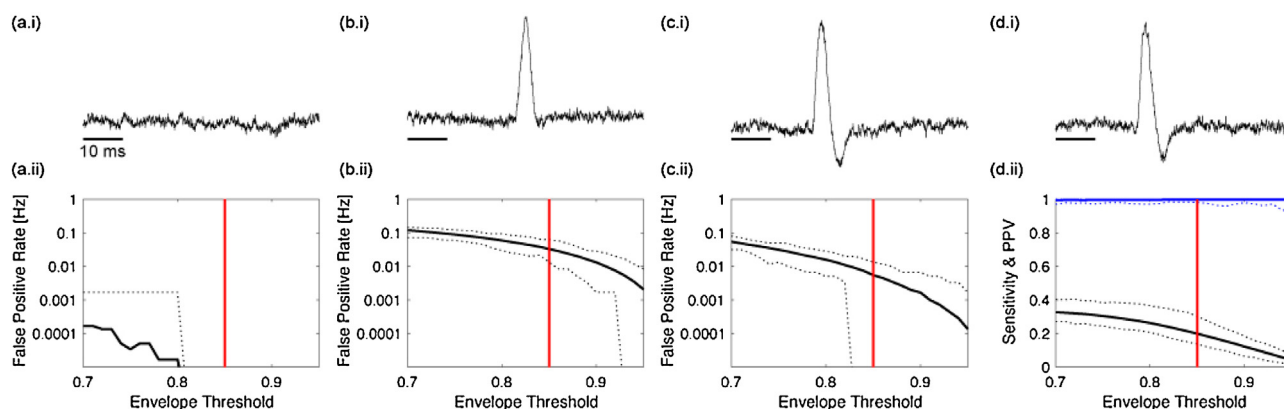 (a.i)
(b.i)
(c.i)
(d.i)
10 ms
(a.ii)
(b.ii)
(c.ii)
(d.ii)
False Positive Rate [Hz]
1
0.1
0.01
0.001
0.0001
0.7
0.8
0.9
Envelope Threshold
False Positive Rate [Hz]
1
0.1
0.01
0.001
0.0001
0.7
0.8
0.9
Envelope Threshold
False Positive Rate [Hz]
1
0.1
0.01
0.001
0.0001
0.7
0.8
0.9
Envelope Threshold
Sensitivity & PPV
1
0.8
0.6
0.4
0.2
0
0.7
0.8
0.9
Envelope Threshold